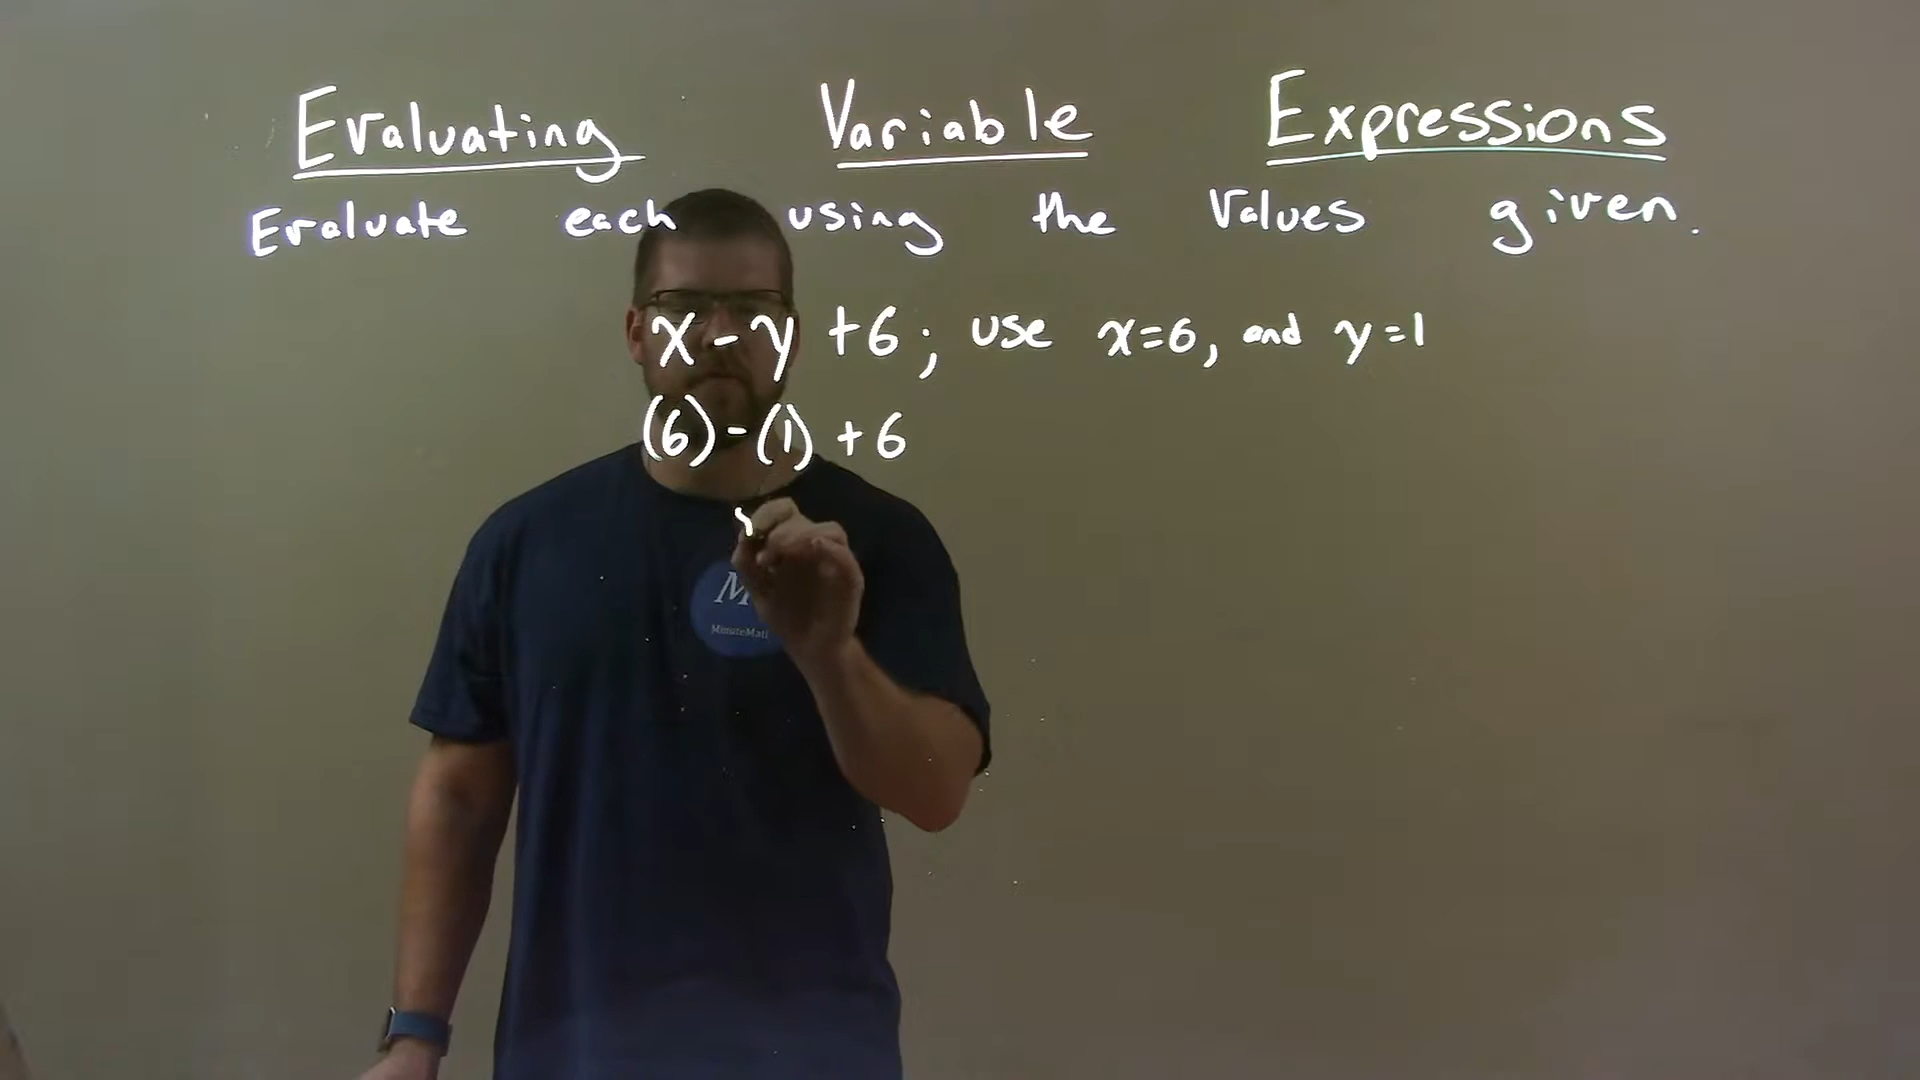 Evaluating Variable Expressions
Evaluate each using the values given.
x - y + 6 ; use x=6, and y=1
(6) - (1) + 6
M